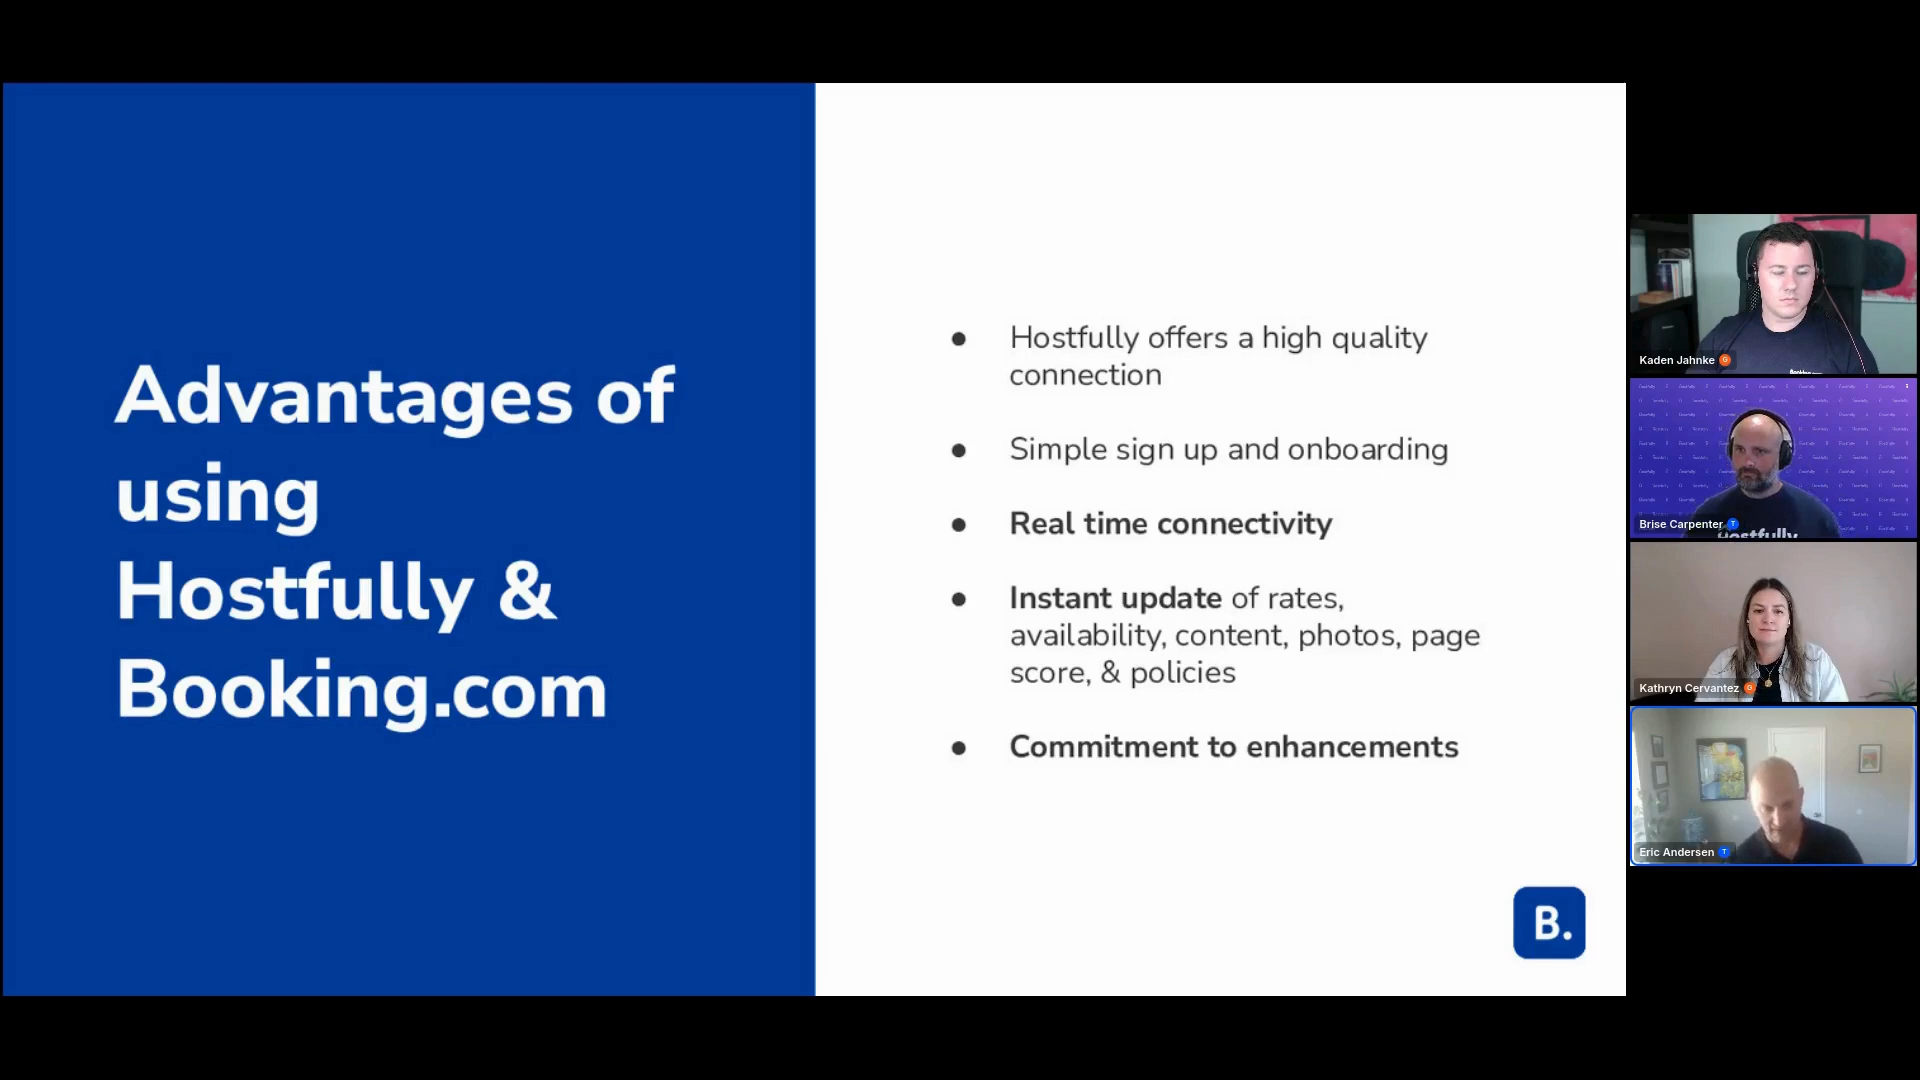 Advantages of
using
Hostfully &
Booking.com
● Hostfully offers a high quality
connection
● Simple sign up and onboarding
● Real time connectivity
● Instant update of rates,
availability, content, photos, page
score, & policies
● Commitment to enhancements
B.
Kaden Jahnke G
Brise Carpenter T
Hostfully
Kathryn Cervantez G
Eric Andersen T